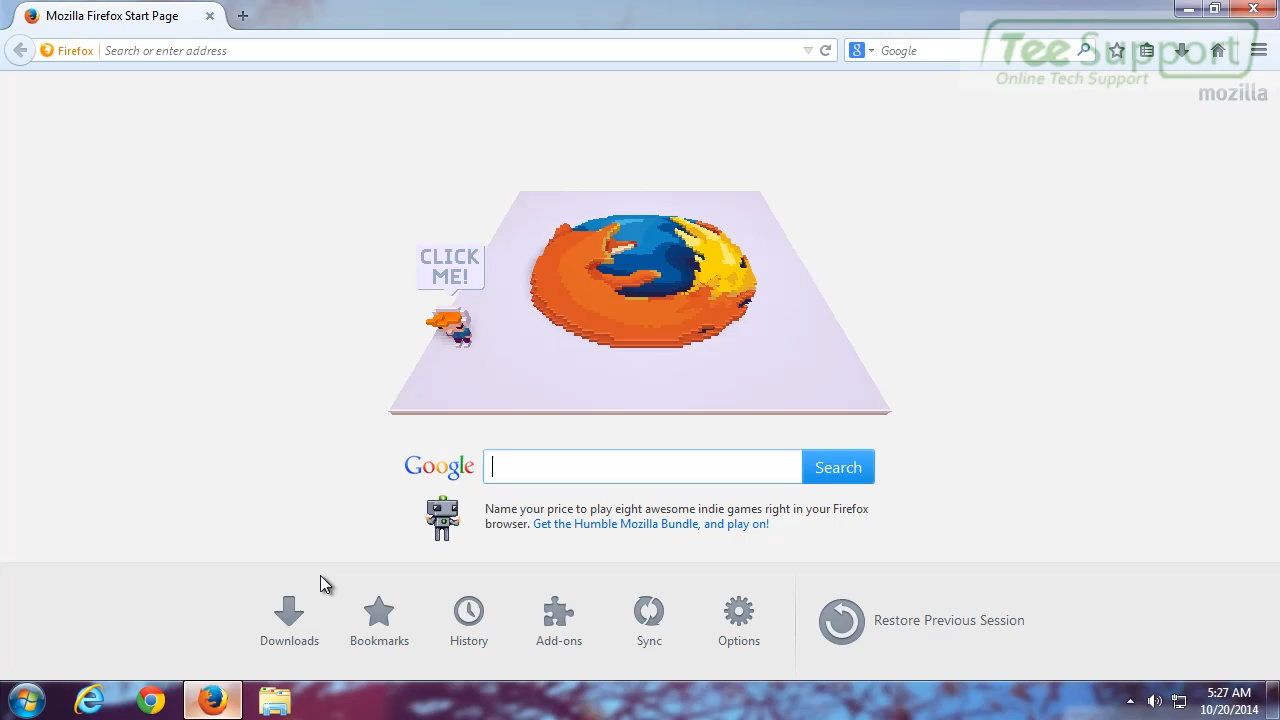 Mozilla Firefox Start Page
Firefox
Search or enter address
Google
Tee Support
Online Tech Support
mozilla
CLICK
ME!
Google
Search
Name your price to play eight awesome indie games right in your Firefox
browser. Get the Humble Mozilla Bundle, and play on!
Downloads
Bookmarks
History
Add-ons
Sync
Options
Restore Previous Session
5:27 AM
10/20/2014